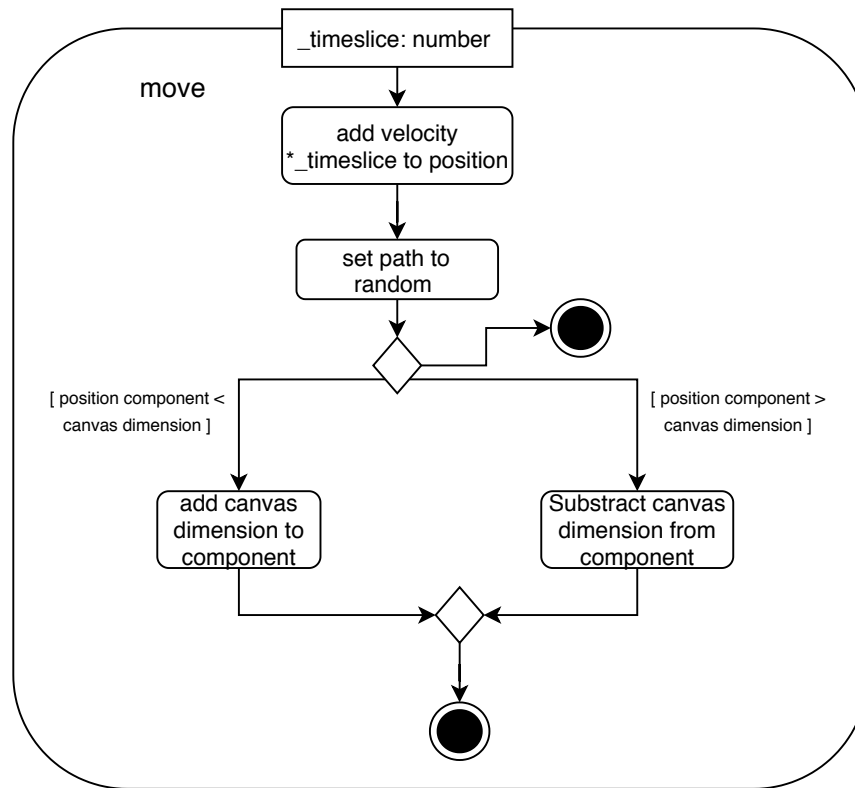 _timeslice: number
move
add velocity
*_timeslice to position
set path to
random
[ position component <
canvas dimension ]
[ position component >
canvas dimension ]
add canvas
dimension to
component
Substract canvas
dimension from
component